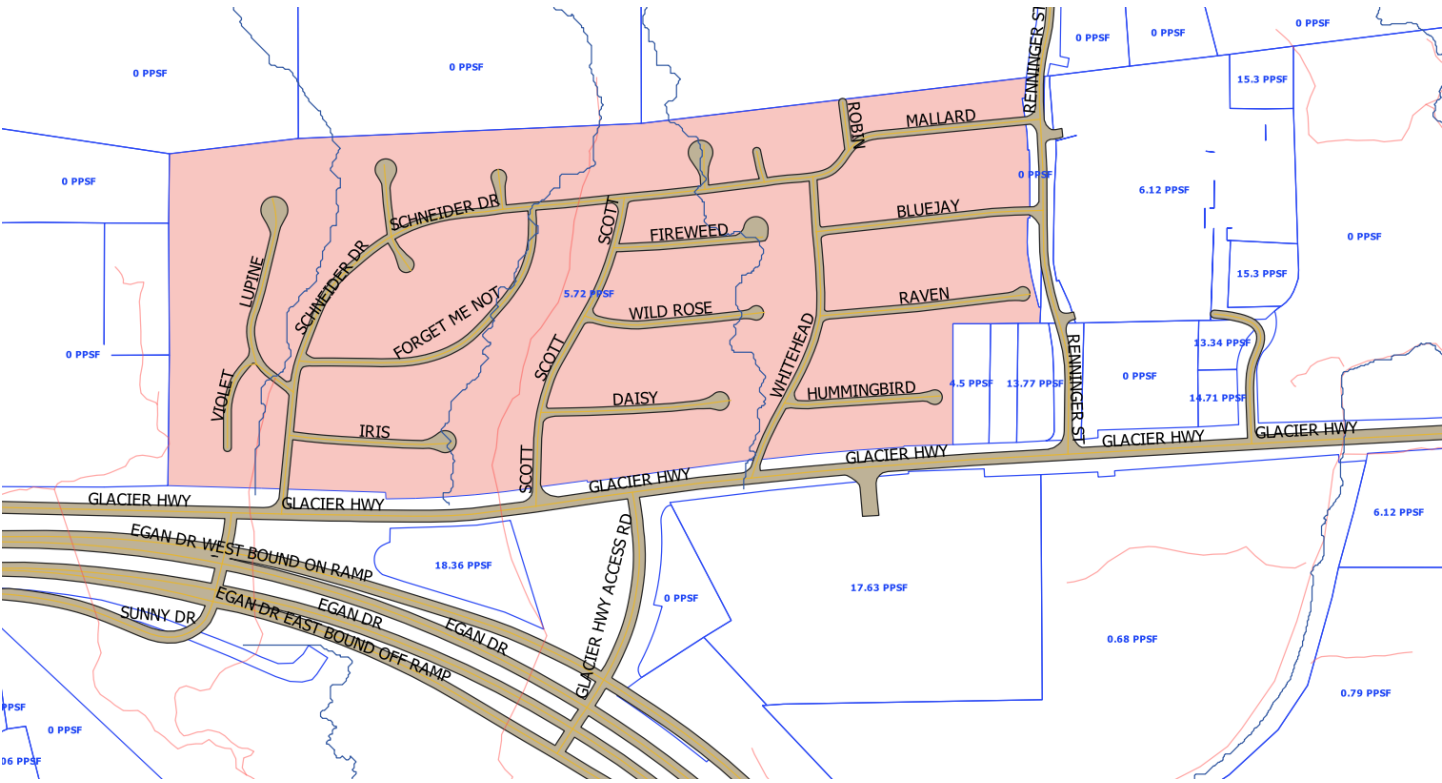 RENNINGER ST
0 PPSF
0 PPSF
0 PPSF
0 PPSF
0 PPSF
15.3 PPSF
ROBIN
MALLARD
0 PPSF
0 PPSF
6.12 PPSF
SCHNEIDER DR
SCOTT
BLUEJAY
FIREWEED
0 PPSF
SCHNEIDER DR
LUPINE
15.3 PPSF
5.72 PPSF
RAVEN
WILD ROSE
FORGET ME NOT
WHITEHEAD
13.34 PPSF
0 PPSF
SCOTT
RENNINGER ST
0 PPSF
4.5 PPSF
13.77 PPSF
VIOLET
HUMMINGBIRD
DAISY
14.71 PPSF
IRIS
GLACIER HWY
GLACIER HWY
GLACIER HWY
SCOTT
GLACIER HWY
GLACIER HWY
GLACIER HWY
6.12 PPSF
EGAN DR WEST BOUND ON RAMP
18.36 PPSF
GLACIER HWY ACCESS RD
17.63 PPSF
0 PPSF
SUNNY DR
EGAN DR
EGAN DR
EGAN DR EAST BOUND OFF RAMP
0.68 PPSF
0.79 PPSF
PPSF
0 PPSF
06 PPSF